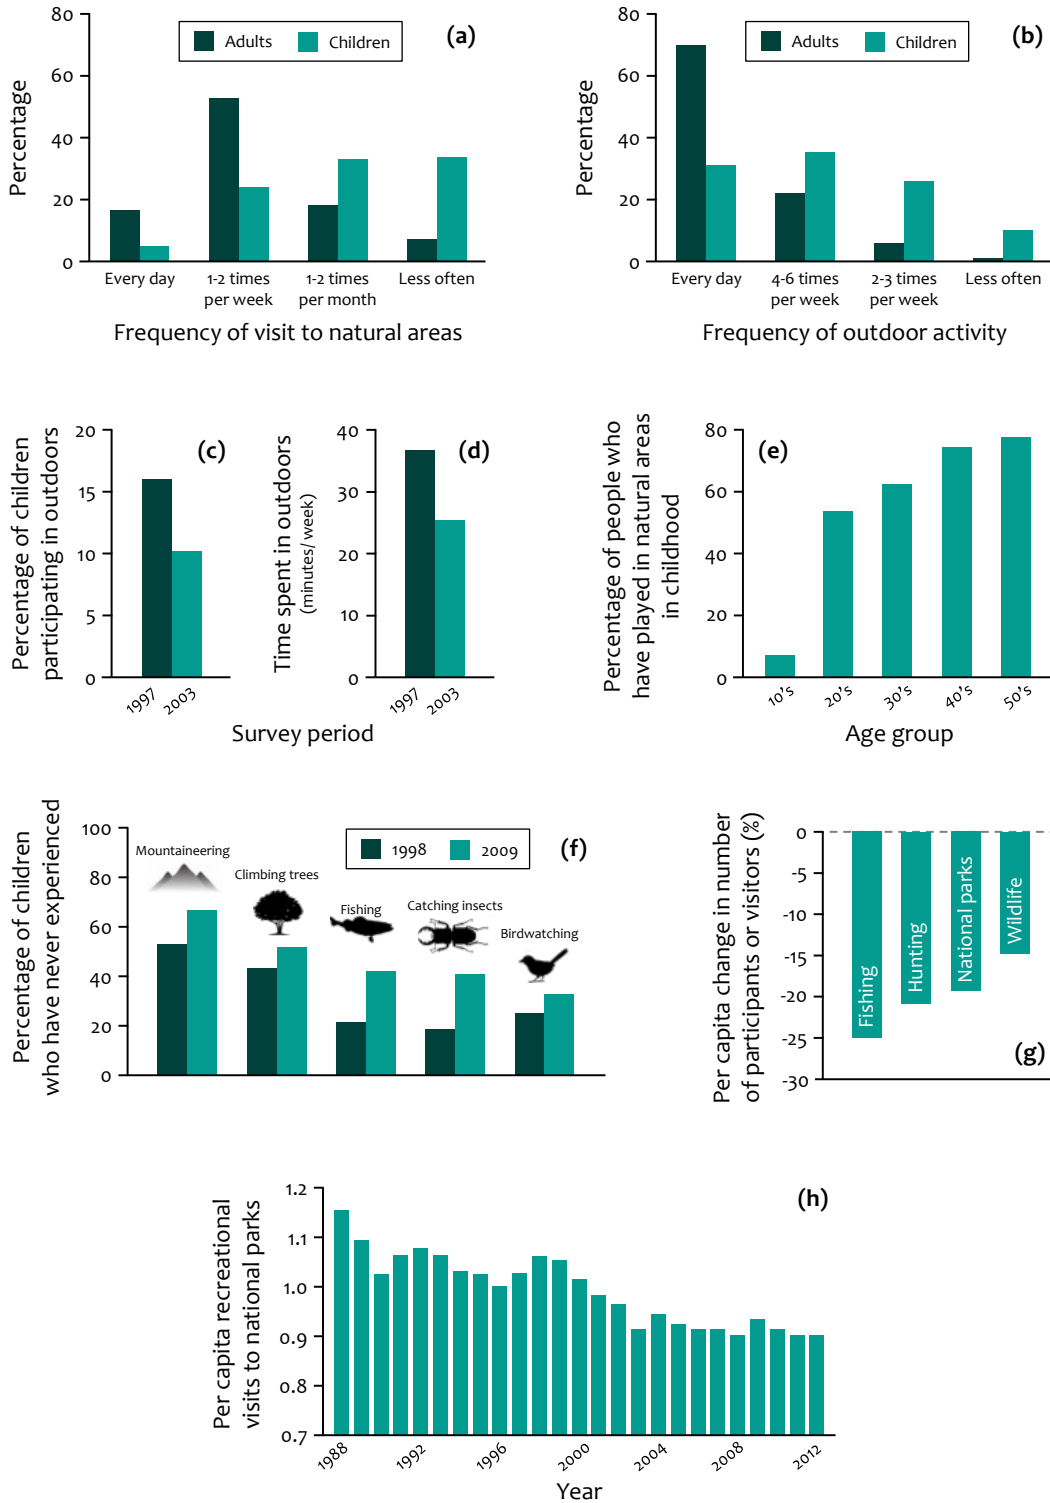 (a)
Adults
Children
Percentage
80
60
40
20
0
Every day
1-2 times
per week
1-2 times
per month
Less often
Frequency of visit to natural areas
(b)
Adults
Children
Percentage
80
60
40
20
0
Every day
4-6 times
per week
2-3 times
per week
Less often
Frequency of outdoor activity
(c)
Percentage of children
participating in outdoors
20
15
10
5
0
1997
2003
(d)
Time spent in outdoors
(minutes/week)
40
30
20
10
0
1997
2003
Survey period
(e)
Percentage of people who
have played in natural areas
in childhood
80
60
40
20
0
10's
20's
30's
40's
50's
Age group
(f)
Percentage of children
who have never experienced
100
80
60
40
20
0
1998
2009
Mountaineering
Climbing trees
Fishing
Catching insects
Birdwatching
(g)
Per capita change in number
of participants or visitors (%)
0
-5
-10
-15
-20
-25
-30
Fishing
Hunting
National parks
Wildlife
(h)
Per capita recreational
visits to national parks
1.2
1.1
1.0
0.9
0.8
0.7
1988
1992
1996
2000
2004
2008
2012
Year